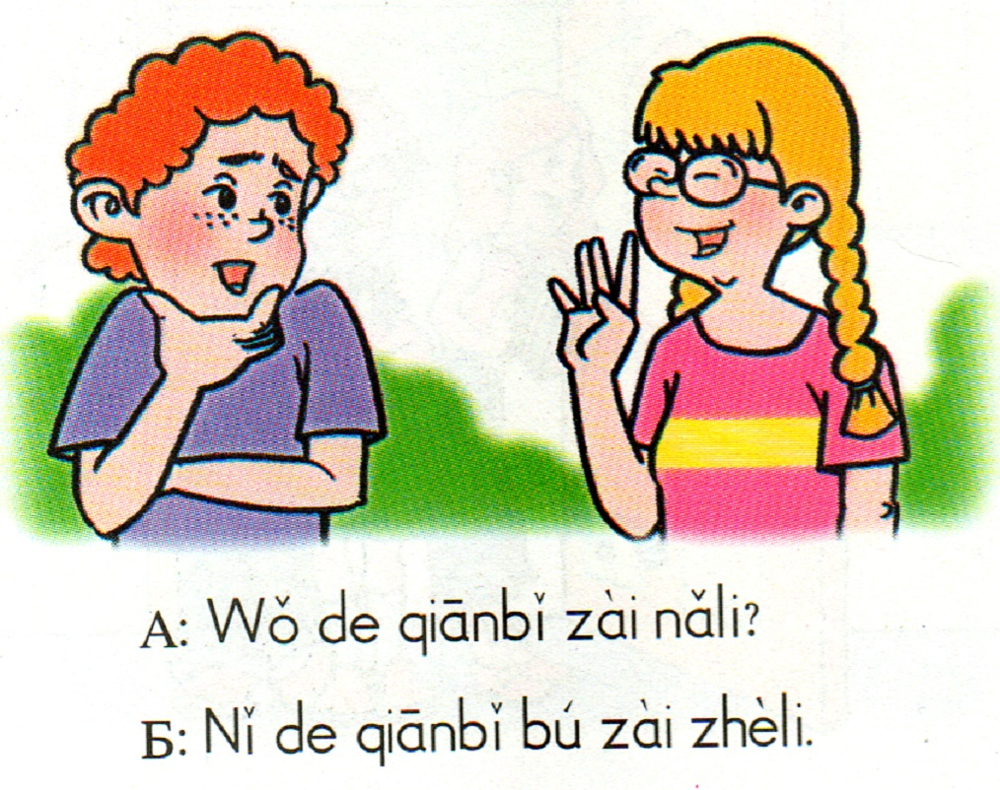 А: Wǒ de qiānbǐ zài nǎli?
Б: Nǐ de qiānbǐ bú zài zhèli.